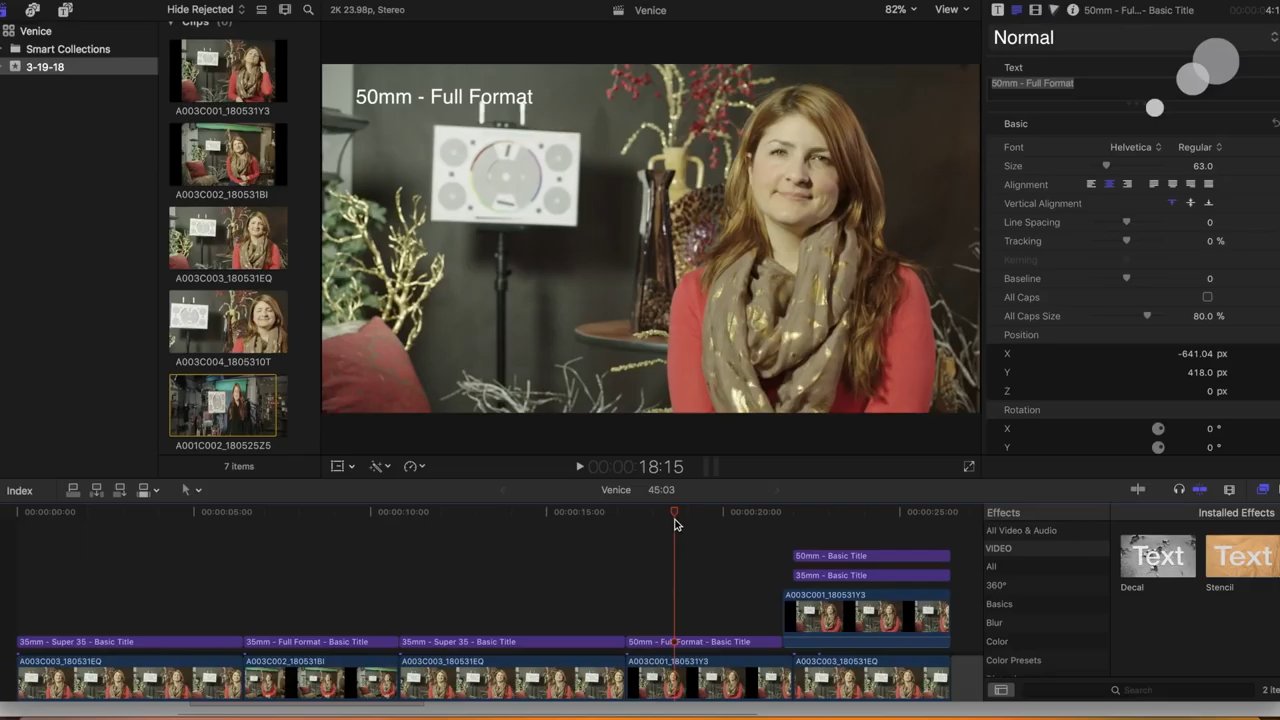 Hide Rejected
2K 23.98p, Stereo
Venice
82%
View
50mm - Ful...- Basic Title
Venice
Smart Collections
3-19-18
A003C001_180531Y3
A003C002_180531BI
A003C003_180531EQ
A003C004_180531OT
A001C002_180525Z5
7 items
50mm - Full Format
00:00:00:18:15
Normal
Text
50mm - Full Format
Basic
Font Helvetica Regular
Size 63.0
Alignment
Vertical Alignment
Line Spacing 0
Tracking 0 %
Kerning
Baseline 0
All Caps
All Caps Size 80.0 %
Position
X -641.04 px
Y 418.0 px
Z 0 px
Rotation
X 0 °
Y 0 °
Index
Venice 45:03
00:00:00:00 00:00:05:00 00:00:10:00 00:00:15:00 00:00:20:00 00:00:25:00
50mm - Basic Title
35mm - Basic Title
A003C001_180531Y3
35mm - Super 35 - Basic Title 35mm - Full Format - Basic Title 35mm - Super 35 - Basic Title 50mm - Full Format - Basic Title
A003C003_180531EQ A003C002_180531BI A003C003_180531EQ A003C001_180531Y3 A003C003_180531EQ
Effects
Installed Effects
All Video & Audio
VIDEO
All
360°
Basics
Blur
Color
Color Presets
Text
Decal
Text
Stencil
Search